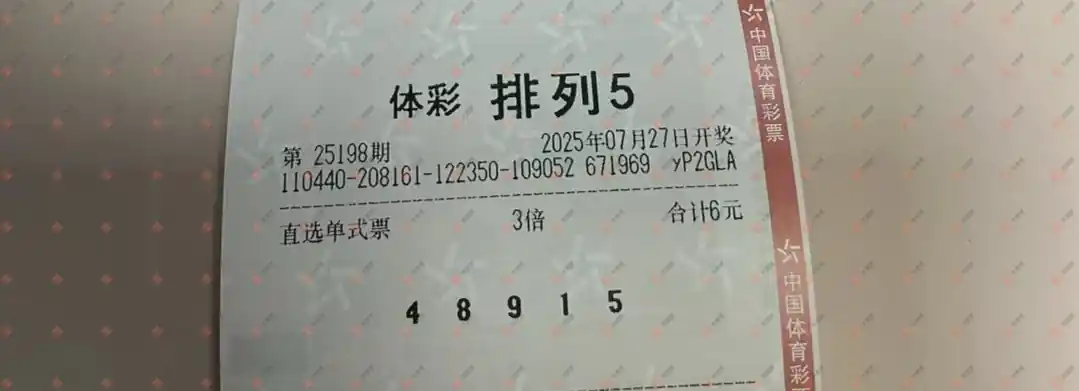 体彩 排列5
第 25198期 2025年07月27日开奖
110440-208161-122350-109052 671969 yP2GLA
直选单式票 3倍 合计6元
4 8 9 1 5
中国体育彩票
中国体育彩